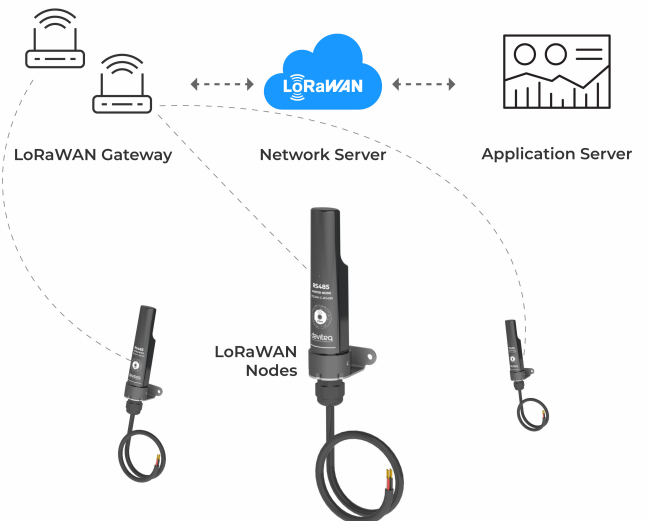 LoRaWAN
LoRaWAN Gateway
Network Server
Application Server
RS485
LoRaWAN
Nodes